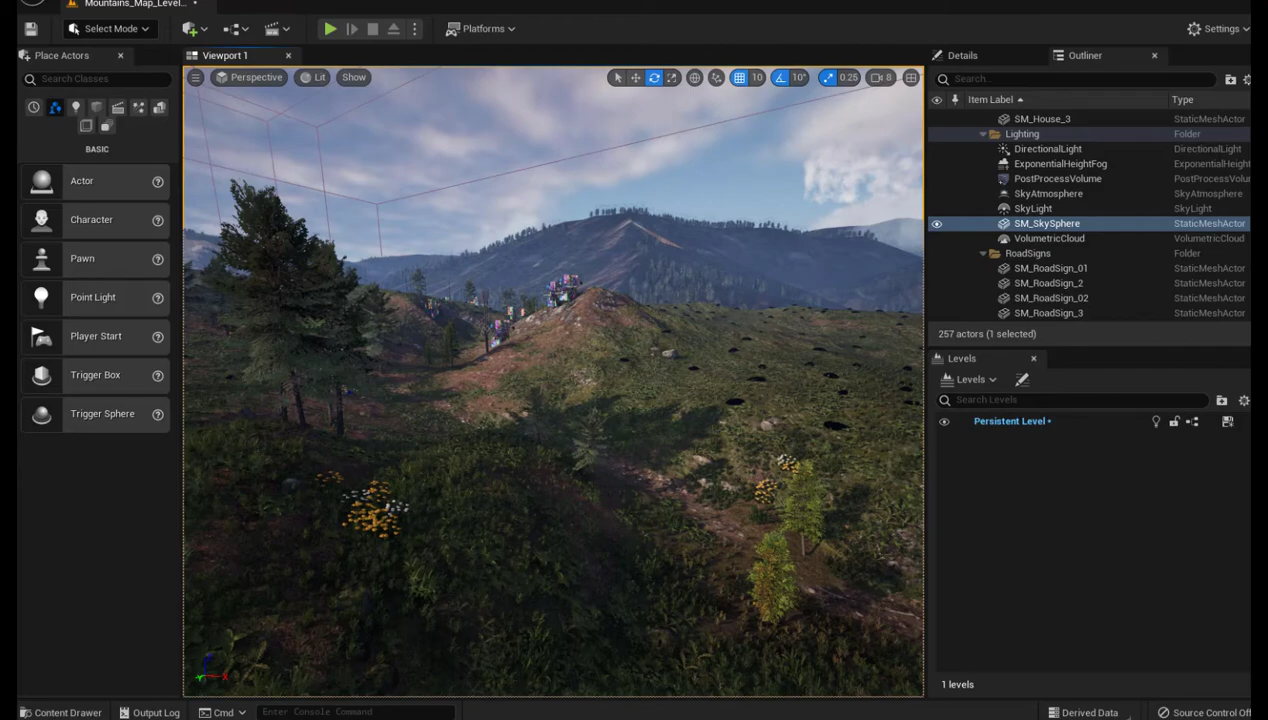 Mountains_Map_Level... •
Select Mode
Platforms
Settings
Place Actors
Viewport 1
Details
Outliner
Search Classes
Perspective
Lit
Show
10
10°
0.25
8
Search...
Item Label
Type
SM_House_3
StaticMeshActor
Lighting
Folder
DirectionalLight
DirectionalLight
ExponentialHeightFog
ExponentialHeight
PostProcessVolume
PostProcessVolum
SkyAtmosphere
SkyAtmosphere
SkyLight
SkyLight
SM_SkySphere
StaticMeshActor
VolumetricCloud
VolumetricCloud
RoadSigns
Folder
SM_RoadSign_01
StaticMeshActor
SM_RoadSign_2
StaticMeshActor
SM_RoadSign_02
StaticMeshActor
SM_RoadSign_3
StaticMeshActor
257 actors (1 selected)
BASIC
Actor
Character
Pawn
Point Light
Player Start
Trigger Box
Trigger Sphere
Levels
Levels
Search Levels
Persistent Level •
1 levels
Content Drawer
Output Log
Cmd
Enter Console Command
Derived Data
Source Control Off